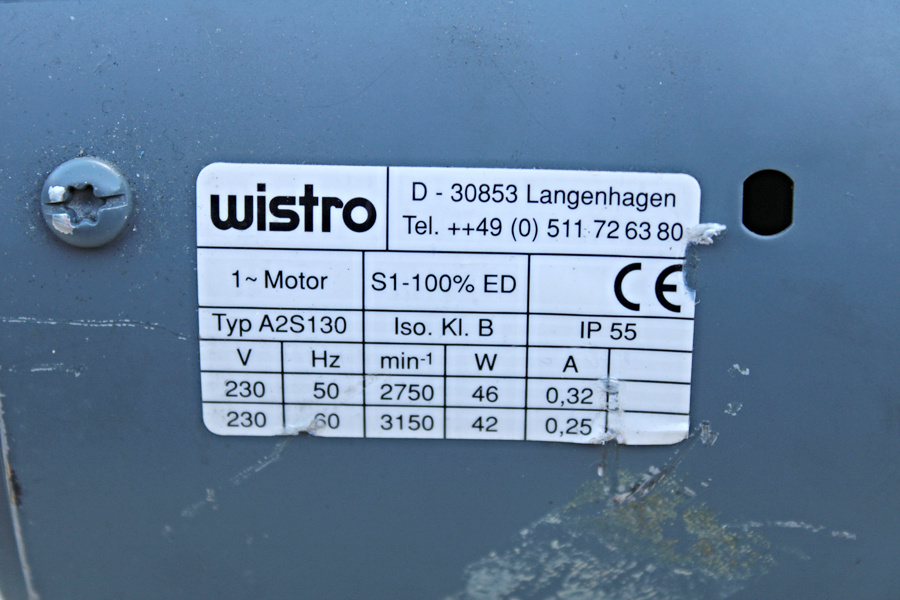 wistro
D - 30853 Langenhagen
Tel. ++49 (0) 511 72 63 80
1~ Motor S1-100% ED CE
Typ A2S130 Iso. Kl. B IP 55
V Hz min-1 W A
230 50 2750 46 0,32
230 60 3150 42 0,25